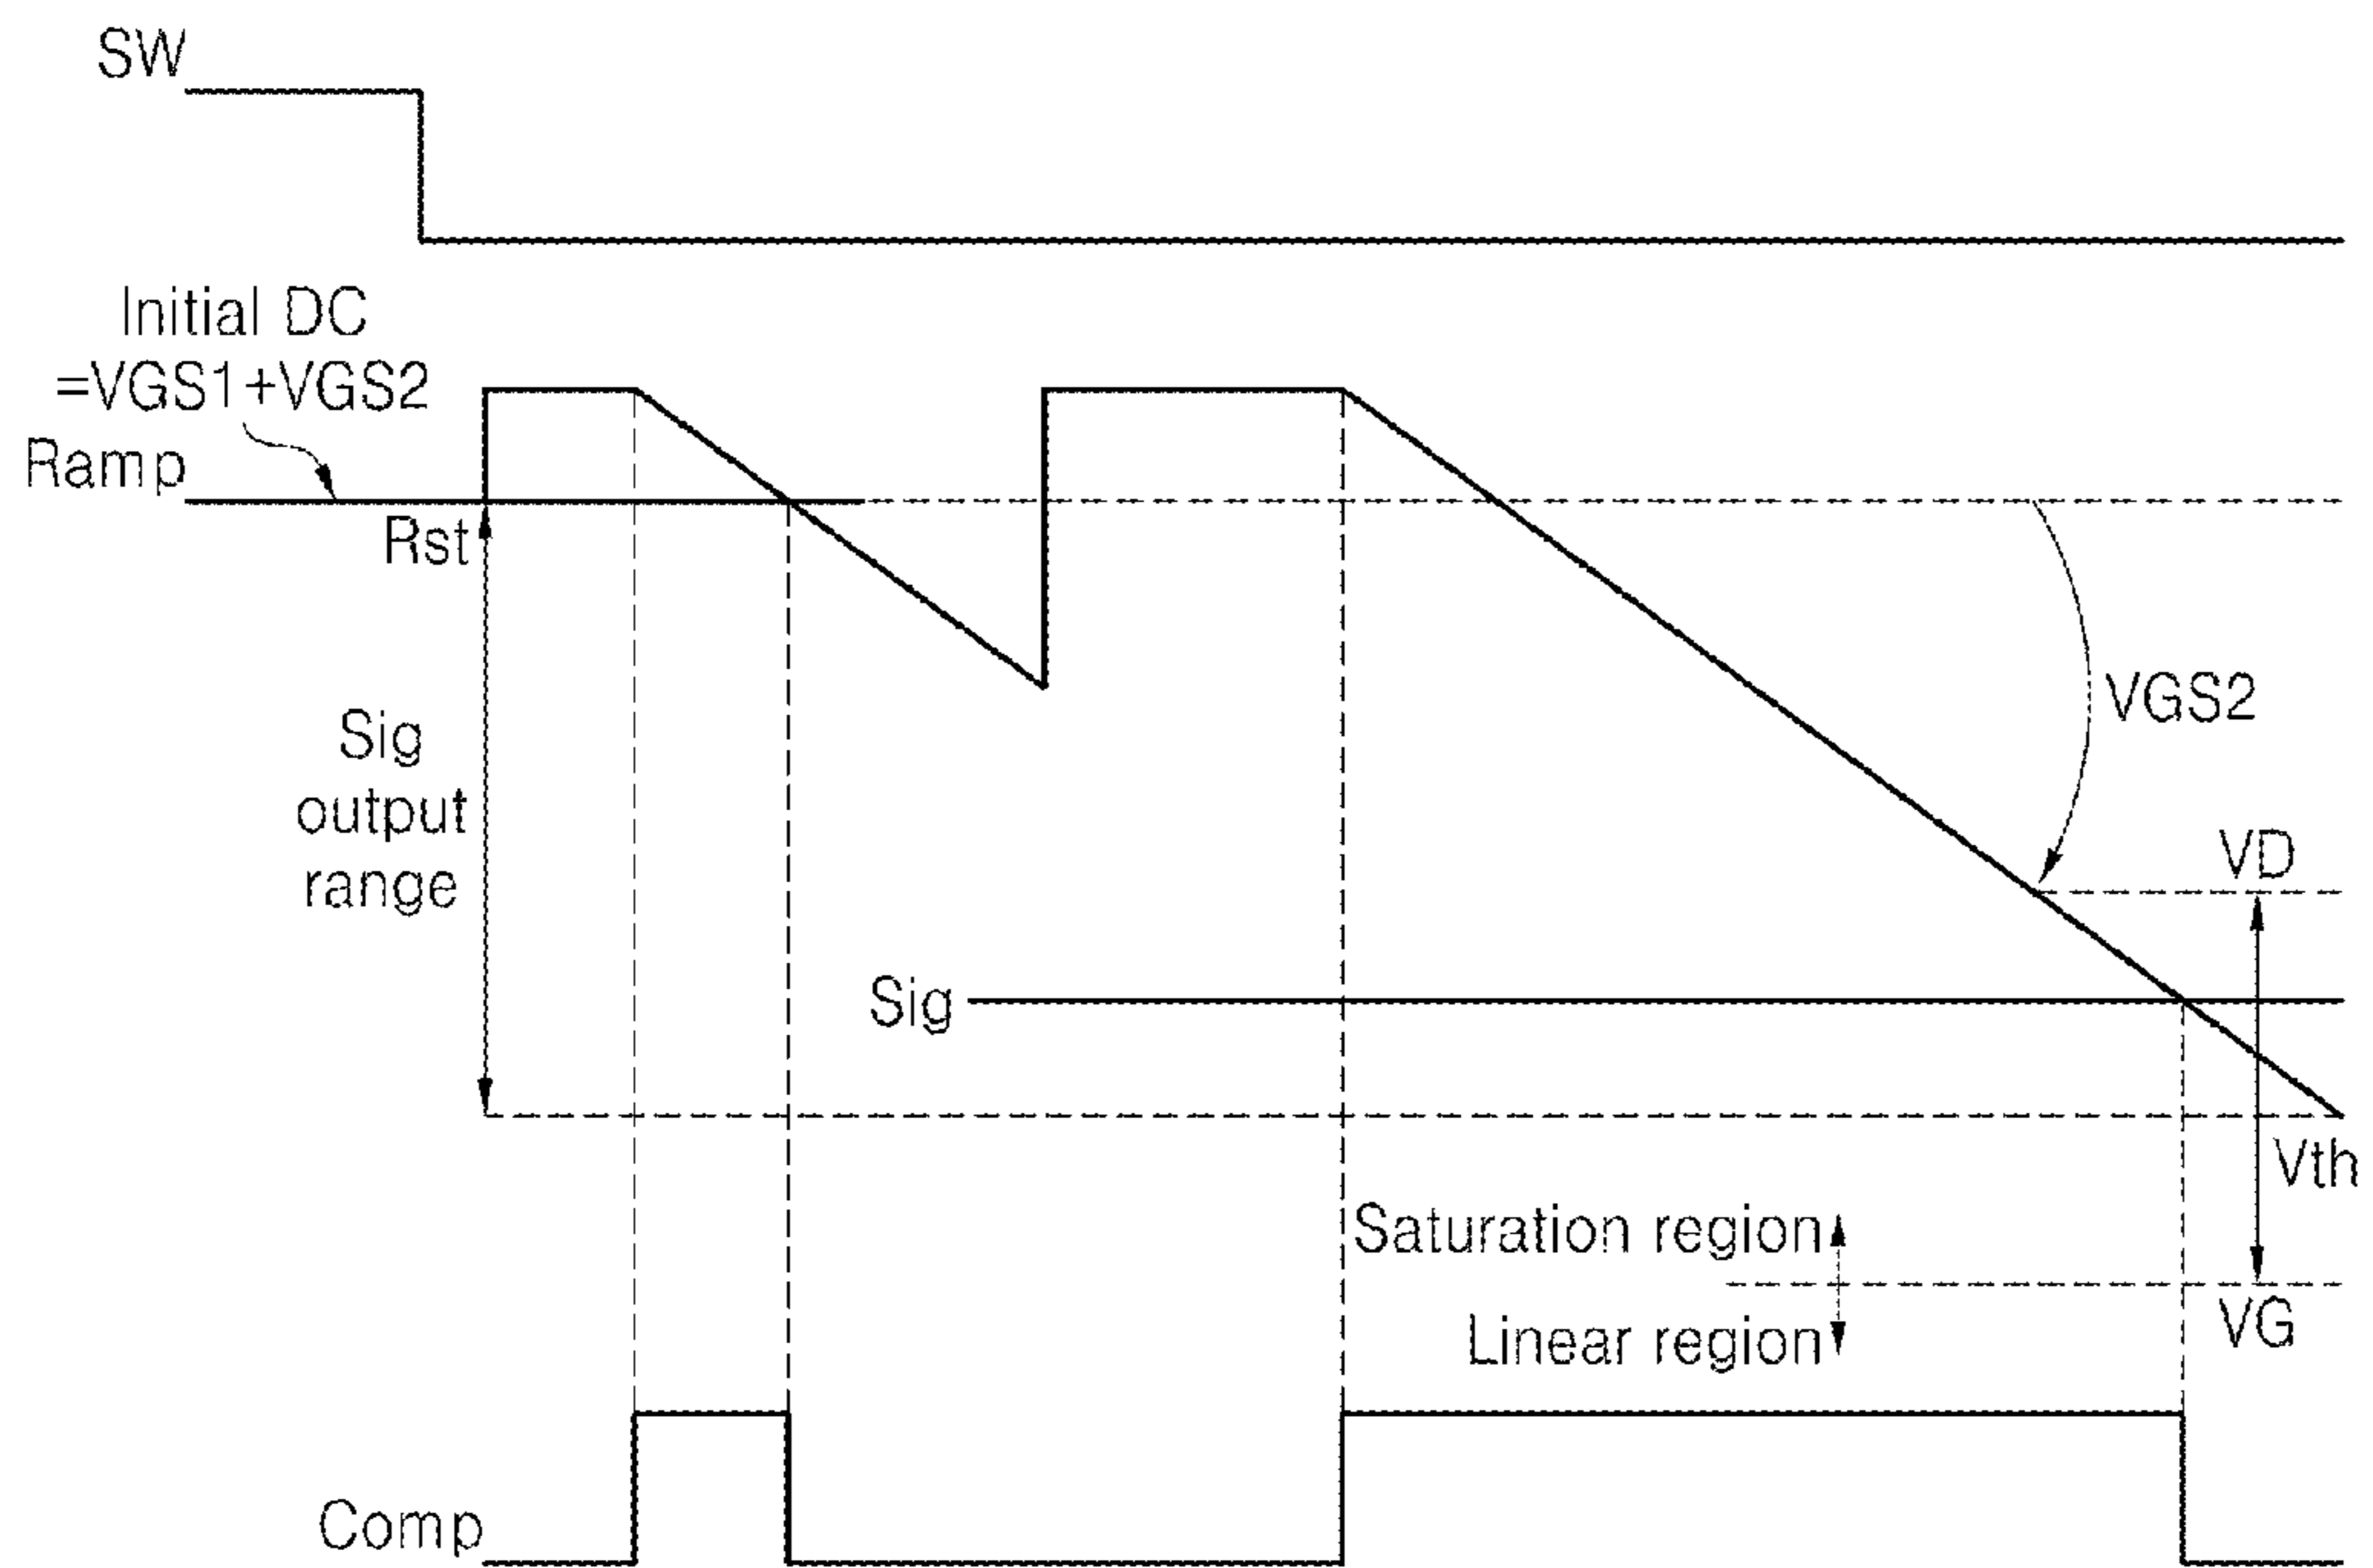 SW
Initial DC
=VGS1+VGS2
Ramp
Rst
Sig
output
range
VGS2
VD
Sig
Vth
Saturation region
Linear region
VG
Comp